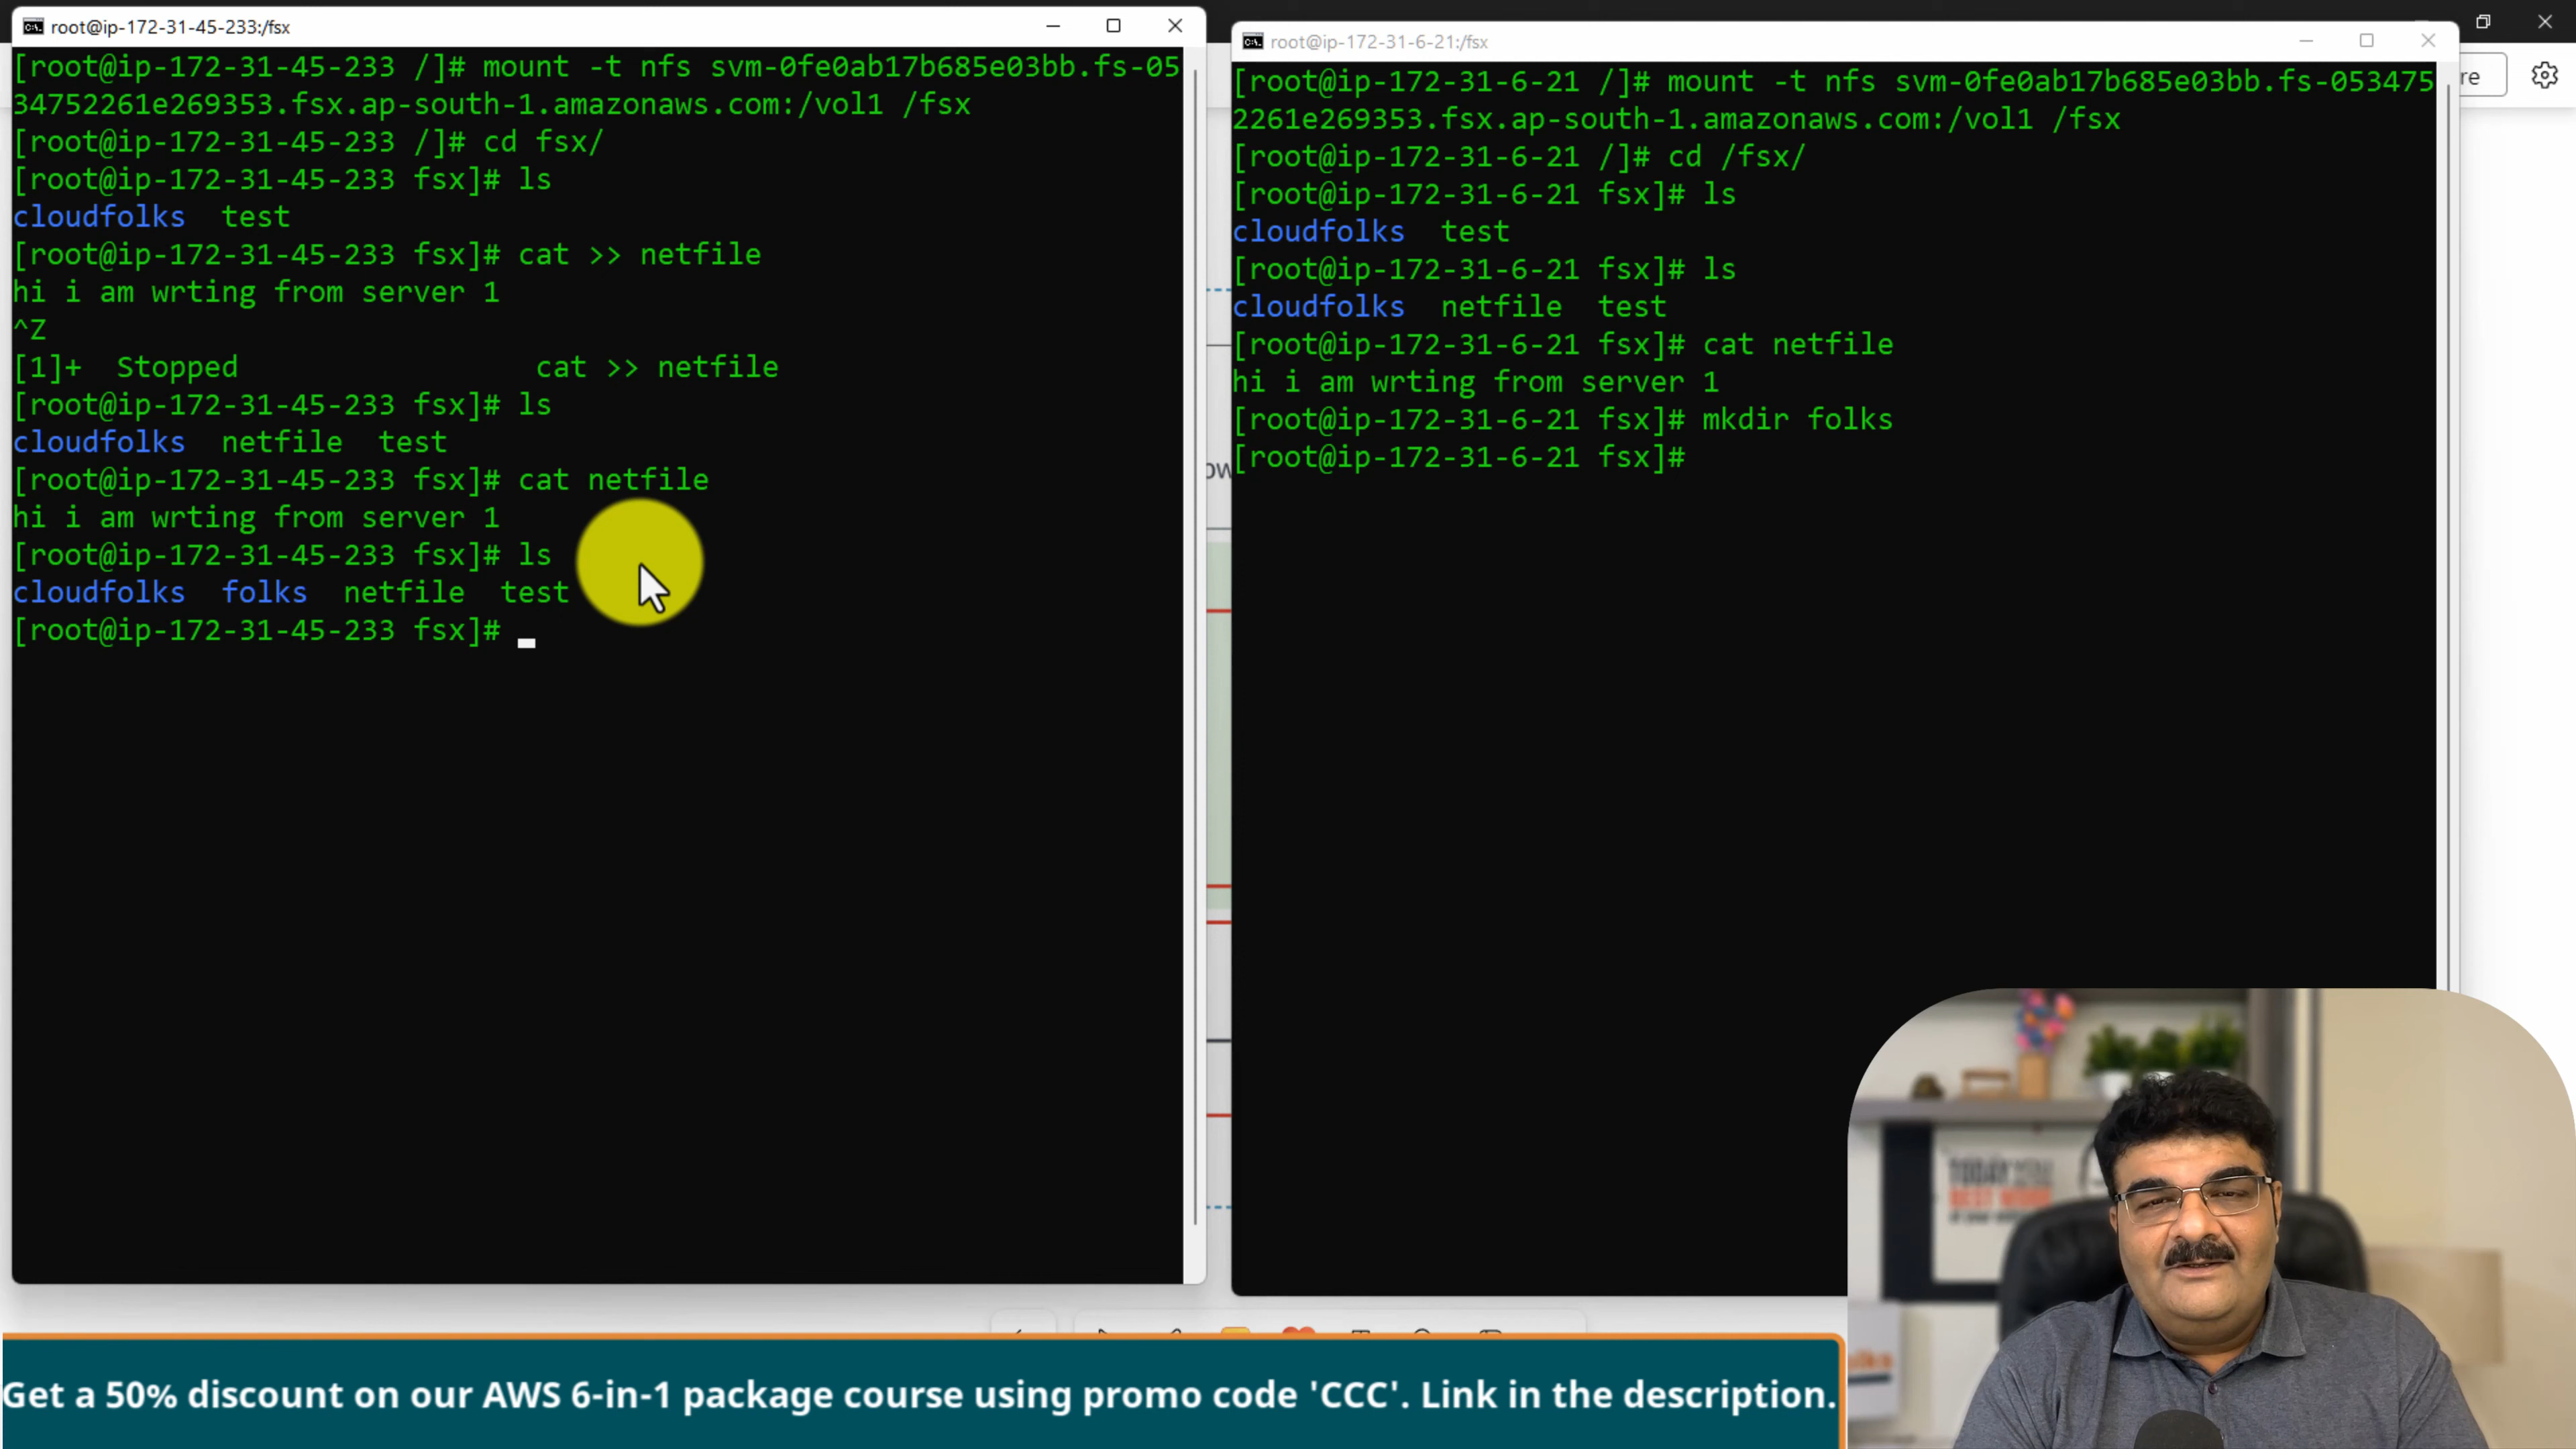 root@ip-172-31-45-233:/fsx
[root@ip-172-31-45-233 /]# mount -t nfs svm-0fe0ab17b685e03bb.fs-05
34752261e269353.fsx.ap-south-1.amazonaws.com:/vol1 /fsx
[root@ip-172-31-45-233 /]# cd fsx/
[root@ip-172-31-45-233 fsx]# ls
cloudfolks  test
[root@ip-172-31-45-233 fsx]# cat >> netfile
hi i am wrting from server 1
^Z
[1]+  Stopped                 cat >> netfile
[root@ip-172-31-45-233 fsx]# ls
cloudfolks  netfile  test
[root@ip-172-31-45-233 fsx]# cat netfile
hi i am wrting from server 1
[root@ip-172-31-45-233 fsx]# ls
cloudfolks  folks  netfile  test
[root@ip-172-31-45-233 fsx]#
root@ip-172-31-6-21:/fsx
[root@ip-172-31-6-21 /]# mount -t nfs svm-0fe0ab17b685e03bb.fs-053475
2261e269353.fsx.ap-south-1.amazonaws.com:/vol1 /fsx
[root@ip-172-31-6-21 /]# cd /fsx/
[root@ip-172-31-6-21 fsx]# ls
cloudfolks  test
[root@ip-172-31-6-21 fsx]# ls
cloudfolks  netfile  test
[root@ip-172-31-6-21 fsx]# cat netfile
hi i am wrting from server 1
[root@ip-172-31-6-21 fsx]# mkdir folks
[root@ip-172-31-6-21 fsx]#
Get a 50% discount on our AWS 6-in-1 package course using promo code 'CCC'. Link in the description.